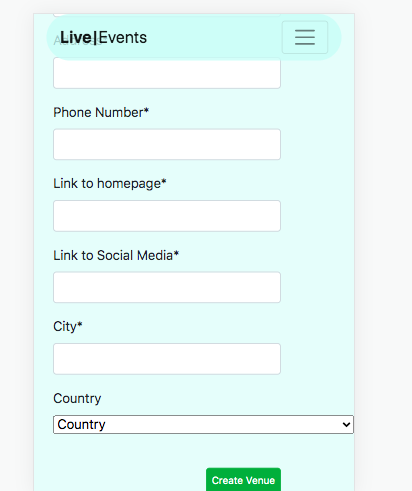 Live|Events
Phone Number*
Link to homepage*
Link to Social Media*
City*
Country
Country
Create Venue